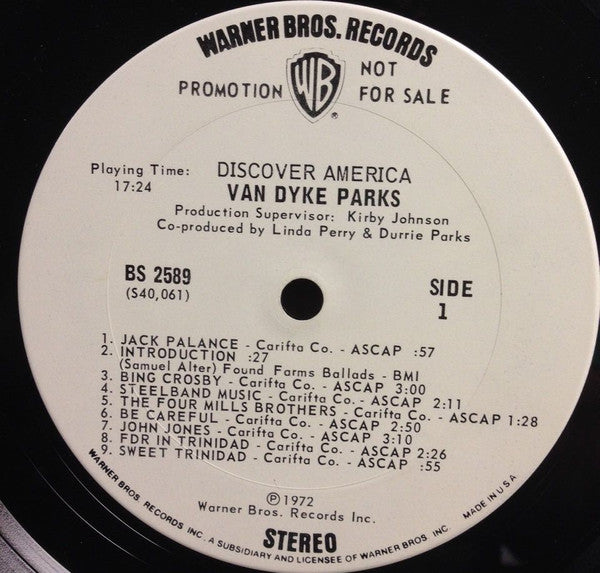 WARNER BROS. RECORDS
PROMOTION
WB
®
NOT
FOR SALE
Playing Time:
17:24
DISCOVER AMERICA
VAN DYKE PARKS
Production Supervisor: Kirby Johnson
Co-produced by Linda Perry & Durrie Parks
BS 2589
(S40,061)
SIDE
1
1. JACK PALANCE - Carifta Co. - ASCAP :57
2. INTRODUCTION :27
(Samuel Alter) Found Farms Ballads - BMI
3. BING CROSBY - Carifta Co. - ASCAP 3:00
4. STEELBAND MUSIC - Carifta Co. - ASCAP 2:11
5. THE FOUR MILLS BROTHERS - Carifta Co. - ASCAP 1:28
6. BE CAREFUL - Carifta Co. - ASCAP 2:50
7. JOHN JONES - Carifta Co. - ASCAP 3:10
8. FDR IN TRINIDAD - Carifta Co. - ASCAP 2:26
9. SWEET TRINIDAD - Carifta Co. - ASCAP :55
℗1972
Warner Bros. Records Inc.
STEREO
WARNER BROS. RECORDS INC. A SUBSIDIARY AND LICENSEE OF WARNER BROS. INC. MADE IN U.S.A.